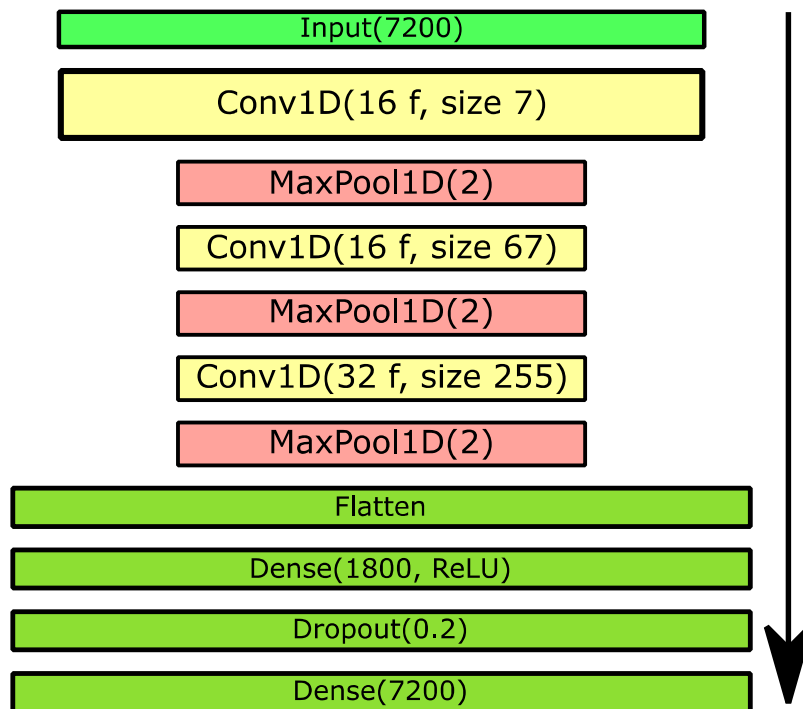 Input(7200)
Conv1D(16 f, size 7)
MaxPool1D(2)
Conv1D(16 f, size 67)
MaxPool1D(2)
Conv1D(32 f, size 255)
MaxPool1D(2)
Flatten
Dense(1800, ReLU)
Dropout(0.2)
Dense(7200)